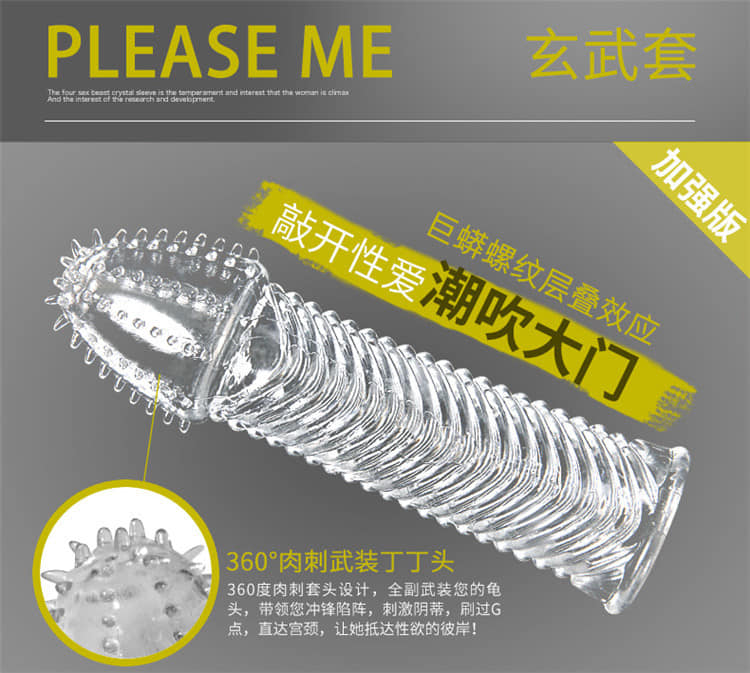 PLEASE ME
玄武套
The four sex beast crystal sleeve is the temperament and interest that the woman is climax
And the interest of the research and development.
加强版
巨蟒螺纹层叠效应
敲开性爱潮吹大门
360°肉刺武装丁丁头
360度肉刺套头设计，全副武装您的龟
头，带领您冲锋陷阵，刺激阴蒂，刷过G
点，直达宫颈，让她抵达性欲的彼岸！